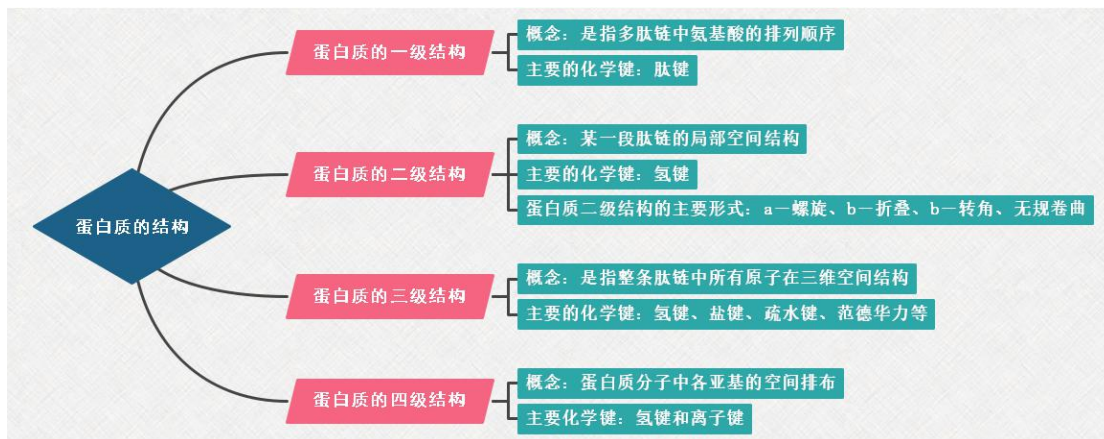 蛋白质的结构
蛋白质的一级结构
概念：是指多肽链中氨基酸的排列顺序
主要的化学键：肽键
蛋白质的二级结构
概念：某一段肽链的局部空间结构
主要的化学键：氢键
蛋白质二级结构的主要形式：a－螺旋、b－折叠、b－转角、无规卷曲
蛋白质的三级结构
概念：是指整条肽链中所有原子在三维空间结构
主要的化学键：氢键、盐键、疏水键、范德华力等
蛋白质的四级结构
概念：蛋白质分子中各亚基的空间排布
主要化学键：氢键和离子键